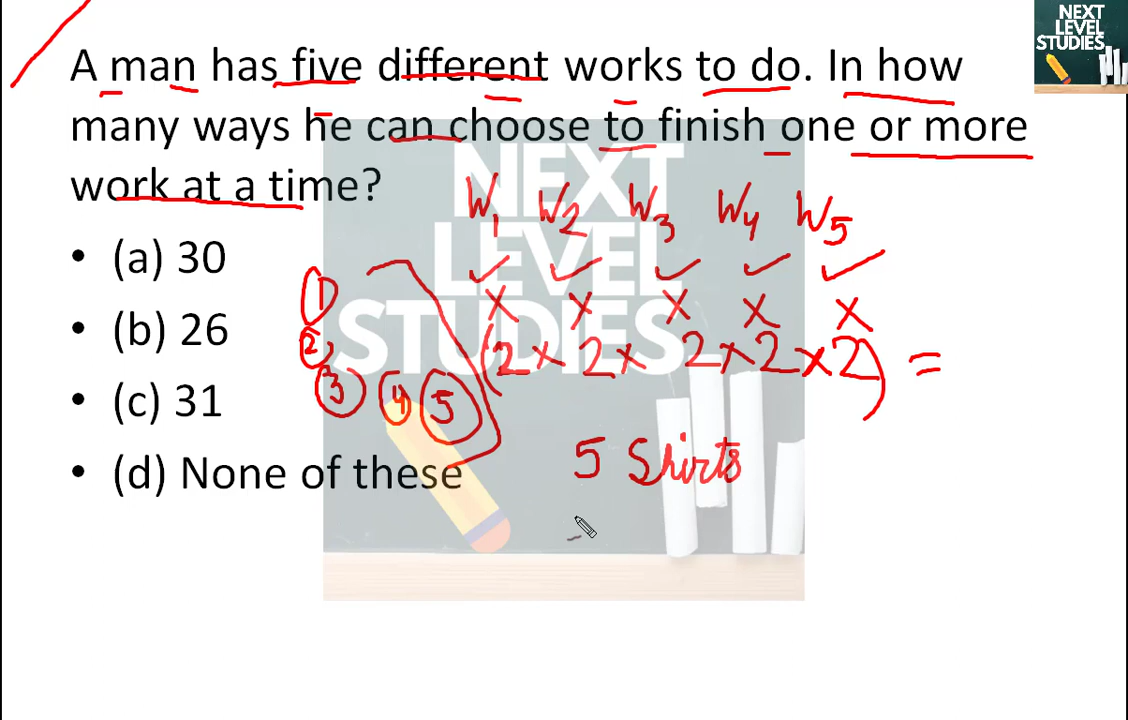 NEXT
LEVEL
STUDIES
A man has five different works to do. In how
many ways he can choose to finish one or more
work at a time?
NEXT
LEVEL
STUDIES
W1 W2 W3 W4 W5
• (a) 30
✓ ✓ ✓ ✓ ✓
1
× × × × ×
• (b) 26
2,
(2 × 2 × 2 × 2 × 2) =
3 4 5
• (c) 31
5 Shirts
• (d) None of these